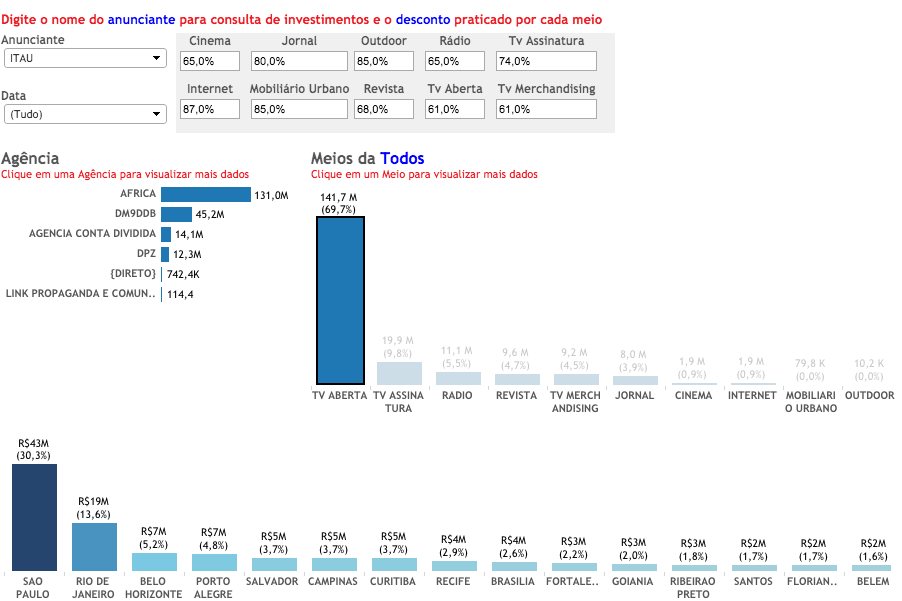 Digite o nome do anunciante para consulta de investimentos e o desconto praticado por cada meio
Anunciante
ITAU
Data
(Tudo)
Cinema Jornal Outdoor Rádio Tv Assinatura
65,0% 80,0% 85,0% 65,0% 74,0%
Internet Mobiliário Urbano Revista Tv Aberta Tv Merchandising
87,0% 85,0% 68,0% 61,0% 61,0%
Agência
Clique em uma Agência para visualizar mais dados
AFRICA 131,0M
DM9DDB 45,2M
AGENCIA CONTA DIVIDIDA 14,1M
DPZ 12,3M
{DIRETO} 742,4K
LINK PROPAGANDA E COMUN.. 114,4
Meios da Todos
Clique em um Meio para visualizar mais dados
141,7 M
(69,7%)
19,9 M
(9,8%)
11,1 M
(5,5%)
9,6 M
(4,7%)
9,2 M
(4,5%)
8,0 M
(3,9%)
1,9 M
(0,9%)
1,9 M
(0,9%)
79,8 K
(0,0%)
10,2 K
(0,0%)
TV ABERTA
TV ASSINA
TURA
RADIO
REVISTA
TV MERCH
ANDISING
JORNAL
CINEMA
INTERNET
MOBILIARI
O URBANO
OUTDOOR
R$43M
(30,3%)
R$19M
(13,6%)
R$7M
(5,2%)
R$7M
(4,8%)
R$5M
(3,7%)
R$5M
(3,7%)
R$5M
(3,7%)
R$4M
(2,9%)
R$4M
(2,6%)
R$3M
(2,2%)
R$3M
(2,0%)
R$3M
(1,8%)
R$2M
(1,7%)
R$2M
(1,7%)
R$2M
(1,6%)
SAO
PAULO
RIO DE
JANEIRO
BELO
HORIZONTE
PORTO
ALEGRE
SALVADOR
CAMPINAS
CURITIBA
RECIFE
BRASILIA
FORTALE..
GOIANIA
RIBEIRAO
PRETO
SANTOS
FLORIAN..
BELEM